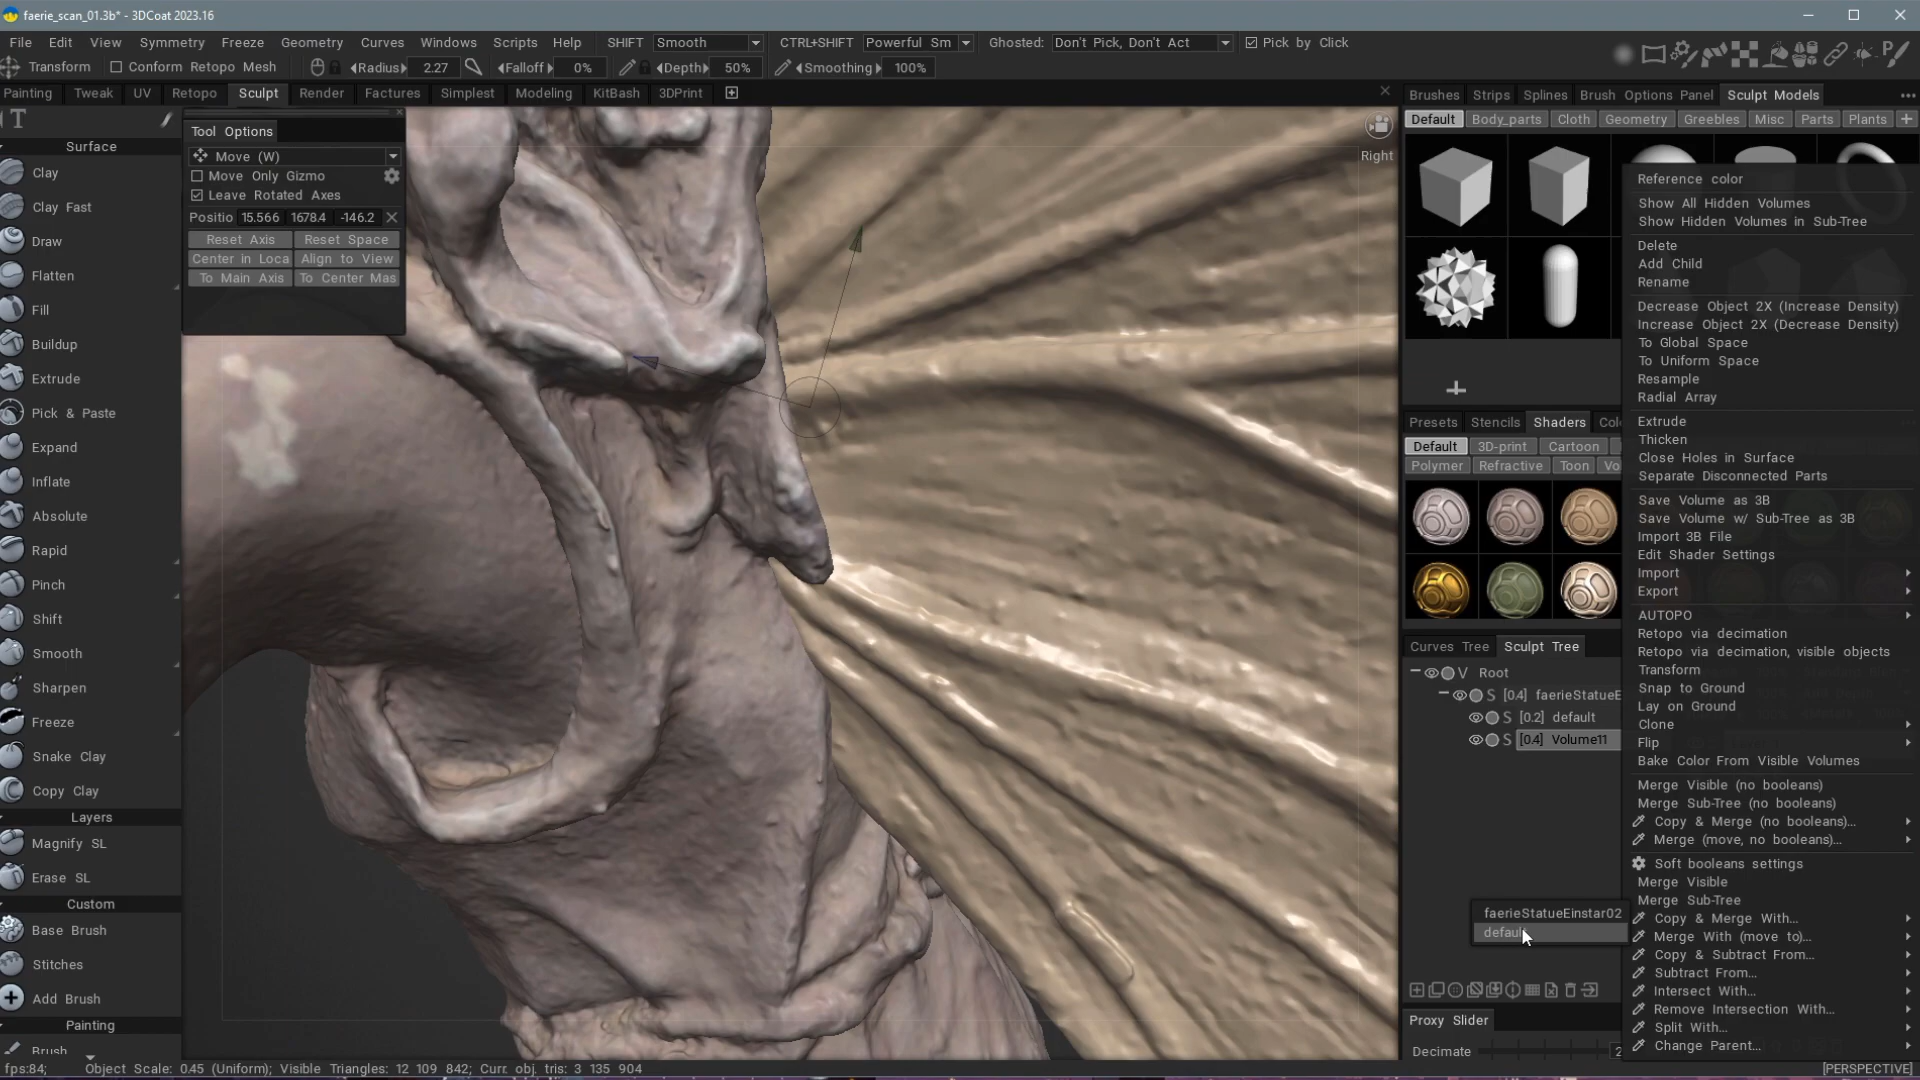 faerie_scan_01.3b* - 3DCoat 2023.16
File Edit View Symmetry Freeze Geometry Curves Windows Scripts Help SHIFT Smooth CTRL+SHIFT Powerful Sm Ghosted: Don't Pick, Don't Act Pick by Click
Transform Conform Retopo Mesh Radius 2.27 Falloff 0% Depth 50% Smoothing 100%
Painting Tweak UV Retopo Sculpt Render Factures Simplest Modeling KitBash 3DPrint
T
Surface
Clay
Clay Fast
Draw
Flatten
Fill
Buildup
Extrude
Pick & Paste
Expand
Inflate
Absolute
Rapid
Pinch
Shift
Smooth
Sharpen
Freeze
Snake Clay
Copy Clay
Layers
Magnify SL
Erase SL
Custom
Base Brush
Stitches
Add Brush
Painting
Brush
Tool Options
Move (W)
Move Only Gizmo
Leave Rotated Axes
Positio 15.566 1678.4 -146.2
Reset Axis Reset Space
Center in Loca Align to View
To Main Axis To Center Mas
Right
Brushes Strips Splines Brush Options Panel Sculpt Models
Default Body_parts Cloth Geometry Greebles Misc Parts Plants
Presets Stencils Shaders
Default 3D-print Cartoon
Polymer Refractive Toon
Curves Tree Sculpt Tree
V Root
S [0.4] faerieStatueE
S [0.2] default
S [0.4] Volume11
Reference color
Show All Hidden Volumes
Show Hidden Volumes in Sub-Tree
Delete
Add Child
Rename
Decrease Object 2X (Increase Density)
Increase Object 2X (Decrease Density)
To Global Space
To Uniform Space
Resample
Radial Array
Extrude
Thicken
Close Holes in Surface
Separate Disconnected Parts
Save Volume as 3B
Save Volume w/ Sub-Tree as 3B
Import 3B File
Edit Shader Settings
Import
Export
AUTOPO
Retopo via decimation
Retopo via decimation, visible objects
Transform
Snap to Ground
Lay on Ground
Clone
Flip
Bake Color From Visible Volumes
Merge Visible (no booleans)
Merge Sub-Tree (no booleans)
Copy & Merge (no booleans)...
Merge (move, no booleans)...
Soft booleans settings
Merge Visible
Merge Sub-Tree
Copy & Merge With...
Merge With (move to)...
Copy & Subtract From...
Subtract From...
Intersect With...
Remove Intersection With...
Split With...
Change Parent...
faerieStatueEinstar02
default
Proxy Slider
Decimate
fps:84; Object Scale: 0.45 (Uniform); Visible Triangles: 12 109 842; Curr. obj. tris: 3 135 904
[PERSPECTIVE]